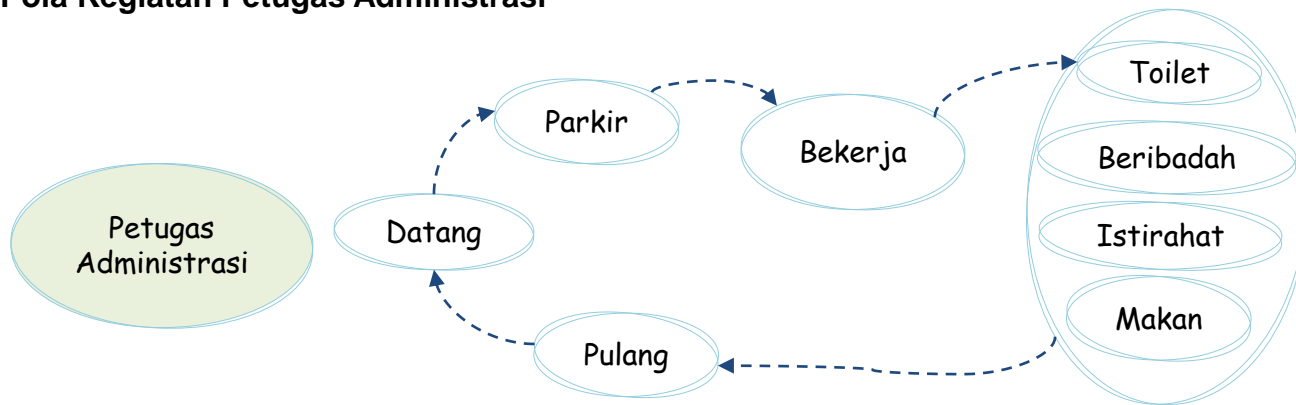 Pola Kegiatan Petugas Administrasi
Toilet
Parkir
Bekerja
Beribadah
Petugas
Administrasi
Datang
Istirahat
Makan
Pulang